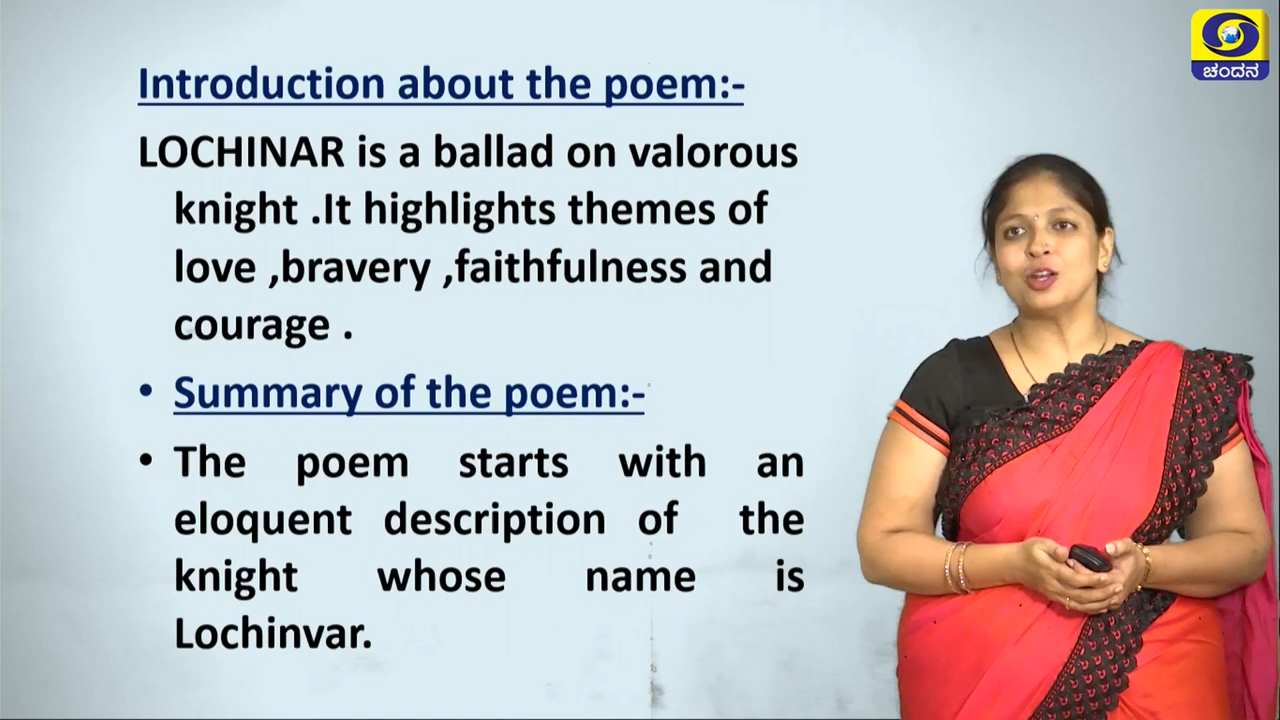 ಚಂದನ
Introduction about the poem:-
LOCHINAR is a ballad on valorous
knight .It highlights themes of
love ,bravery ,faithfulness and
courage .
• Summary of the poem:-
• The poem starts with an
eloquent description of the
knight whose name is
Lochinvar.